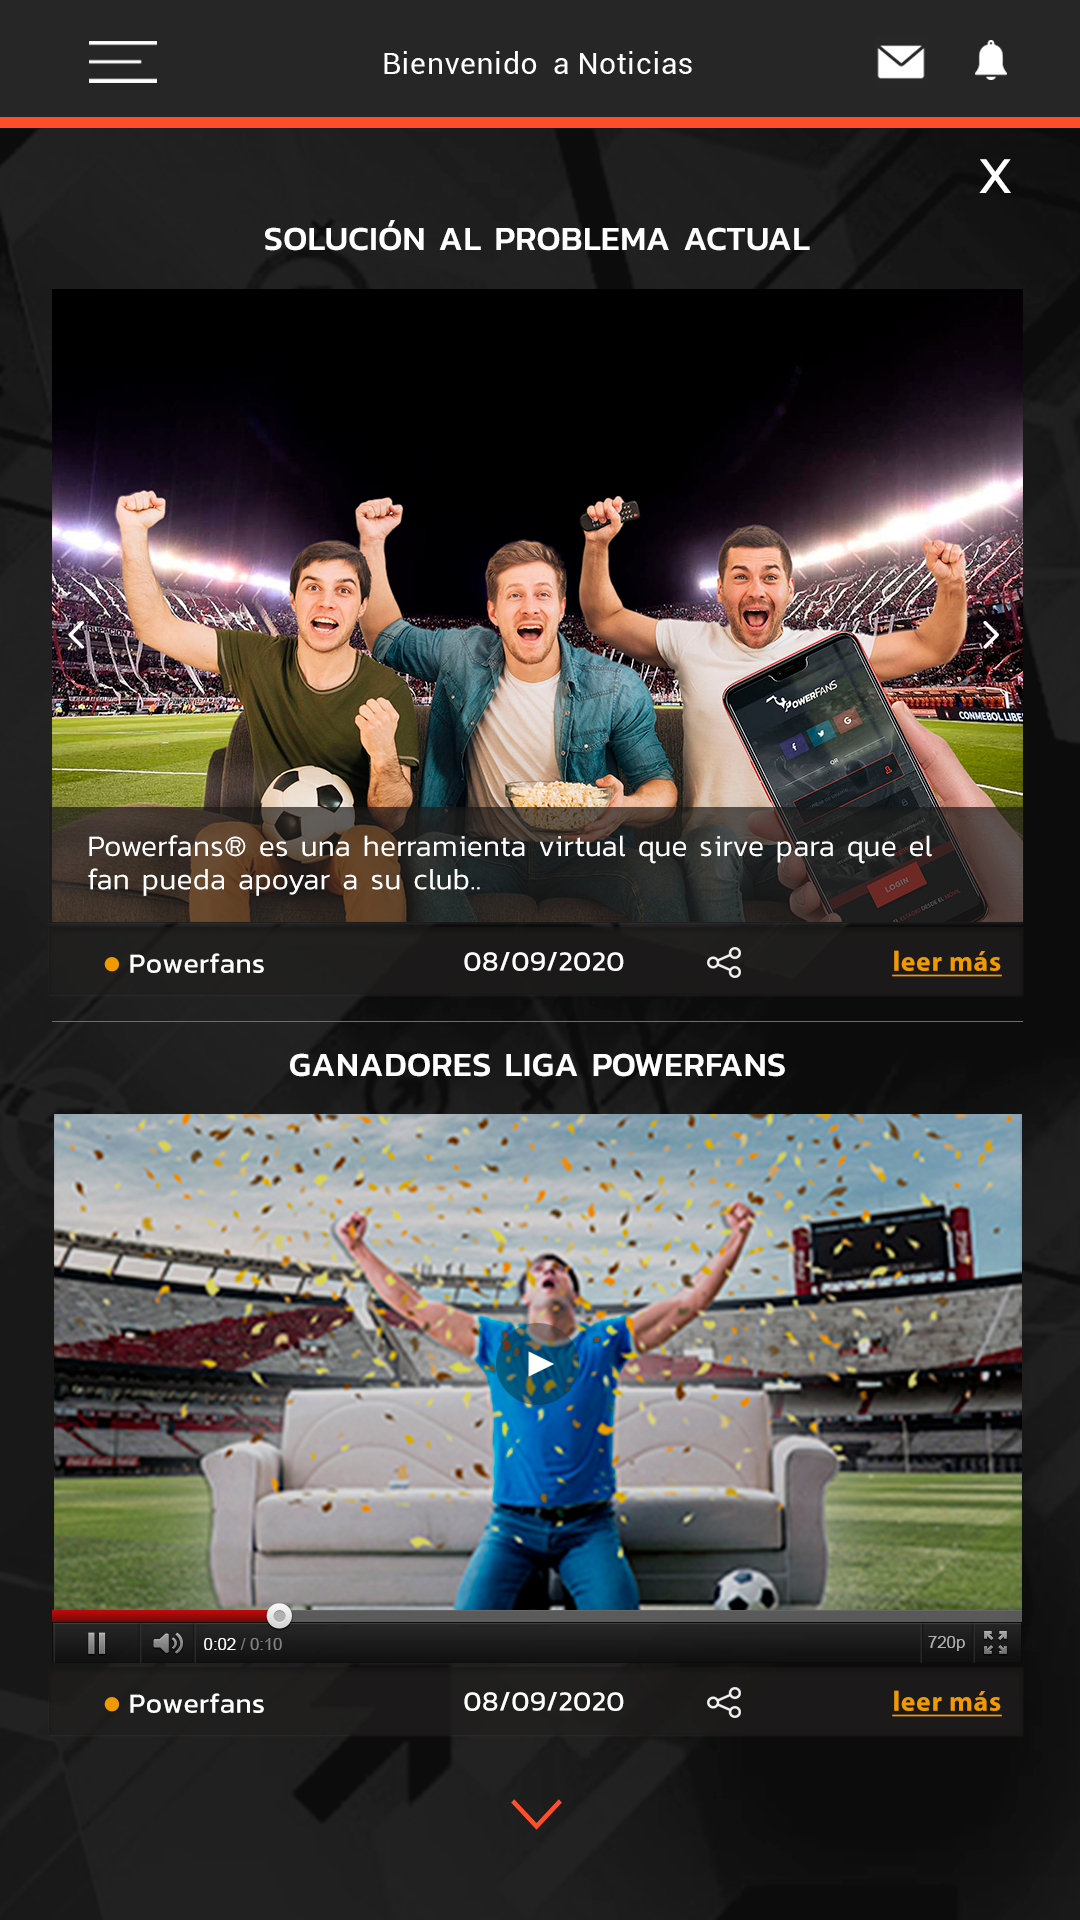 Bienvenido a Noticias
X
SOLUCIÓN AL PROBLEMA ACTUAL
POWERFANS
CONMEBOL LIBE
LOGIN
Powerfans® es una herramienta virtual que sirve para que el
fan pueda apoyar a su club..
Powerfans 08/09/2020 leer más
GANADORES LIGA POWERFANS
0:02 / 0:10 720p
Powerfans 08/09/2020 leer más